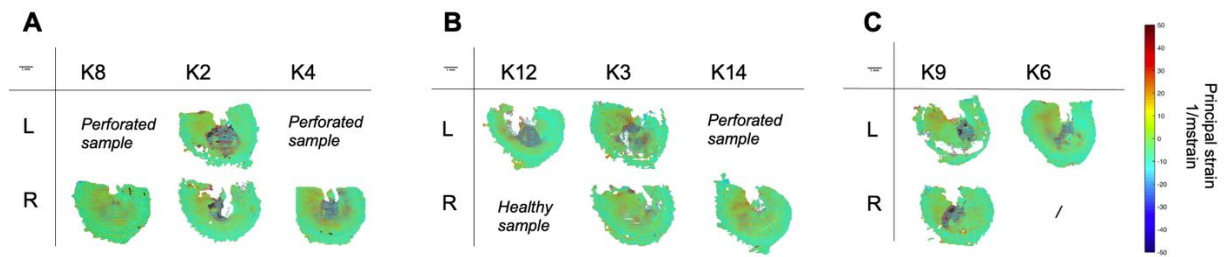 A
K8 K2 K4
L
Perforated sample
Perforated sample
R
B
K12 K3 K14
L
Perforated sample
R
Healthy sample
C
K9 K6
L
R
/
50
40
30
20
10
0
-10
-20
-30
-40
-50
Principal strain
1/mstrain